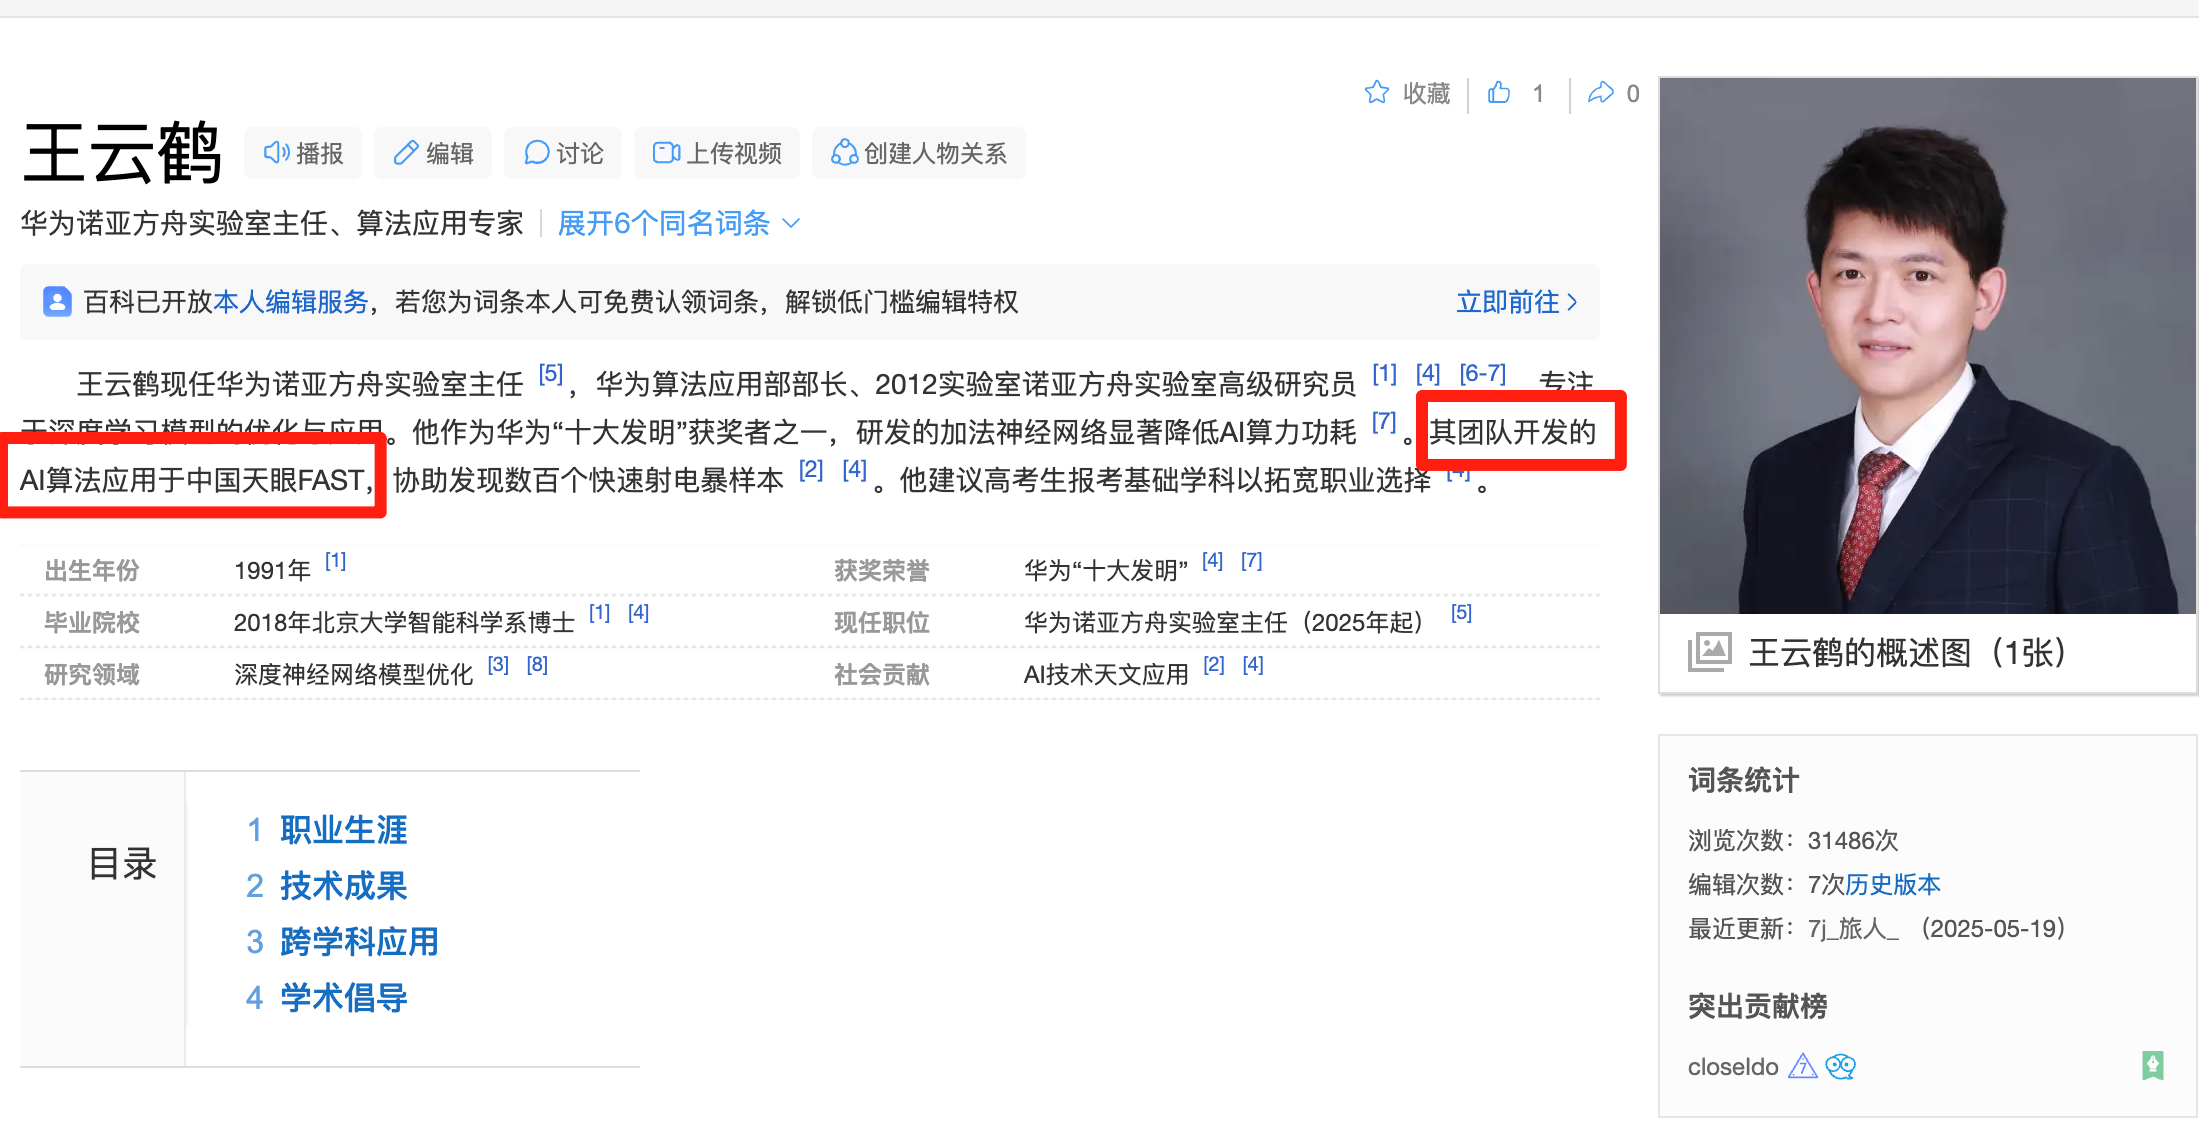 收藏 1 0
王云鹤 播报 编辑 讨论 上传视频 创建人物关系
华为诺亚方舟实验室主任、算法应用专家 展开6个同名词条
百科已开放本人编辑服务，若您为词条本人可免费认领词条，解锁低门槛编辑特权 立即前往
王云鹤现任华为诺亚方舟实验室主任 [5]，华为算法应用部部长、2012实验室诺亚方舟实验室高级研究员 [1] [4] [6-7] 专注
于深度学习模型的优化与应用。他作为华为“十大发明”获奖者之一，研发的加法神经网络显著降低AI算力功耗 [7]。其团队开发的
AI算法应用于中国天眼FAST，协助发现数百个快速射电暴样本 [2] [4]。他建议高考生报考基础学科以拓宽职业选择 [4]。
出生年份 1991年 [1] 获奖荣誉 华为“十大发明” [4] [7]
毕业院校 2018年北京大学智能科学系博士 [1] [4] 现任职位 华为诺亚方舟实验室主任（2025年起） [5]
研究领域 深度神经网络模型优化 [3] [8] 社会贡献 AI技术天文应用 [2] [4]
目录
1 职业生涯
2 技术成果
3 跨学科应用
4 学术倡导
王云鹤的概述图（1张）
词条统计
浏览次数：31486次
编辑次数：7次历史版本
最近更新：7j_旅人_ （2025-05-19）
突出贡献榜
closeldo 7